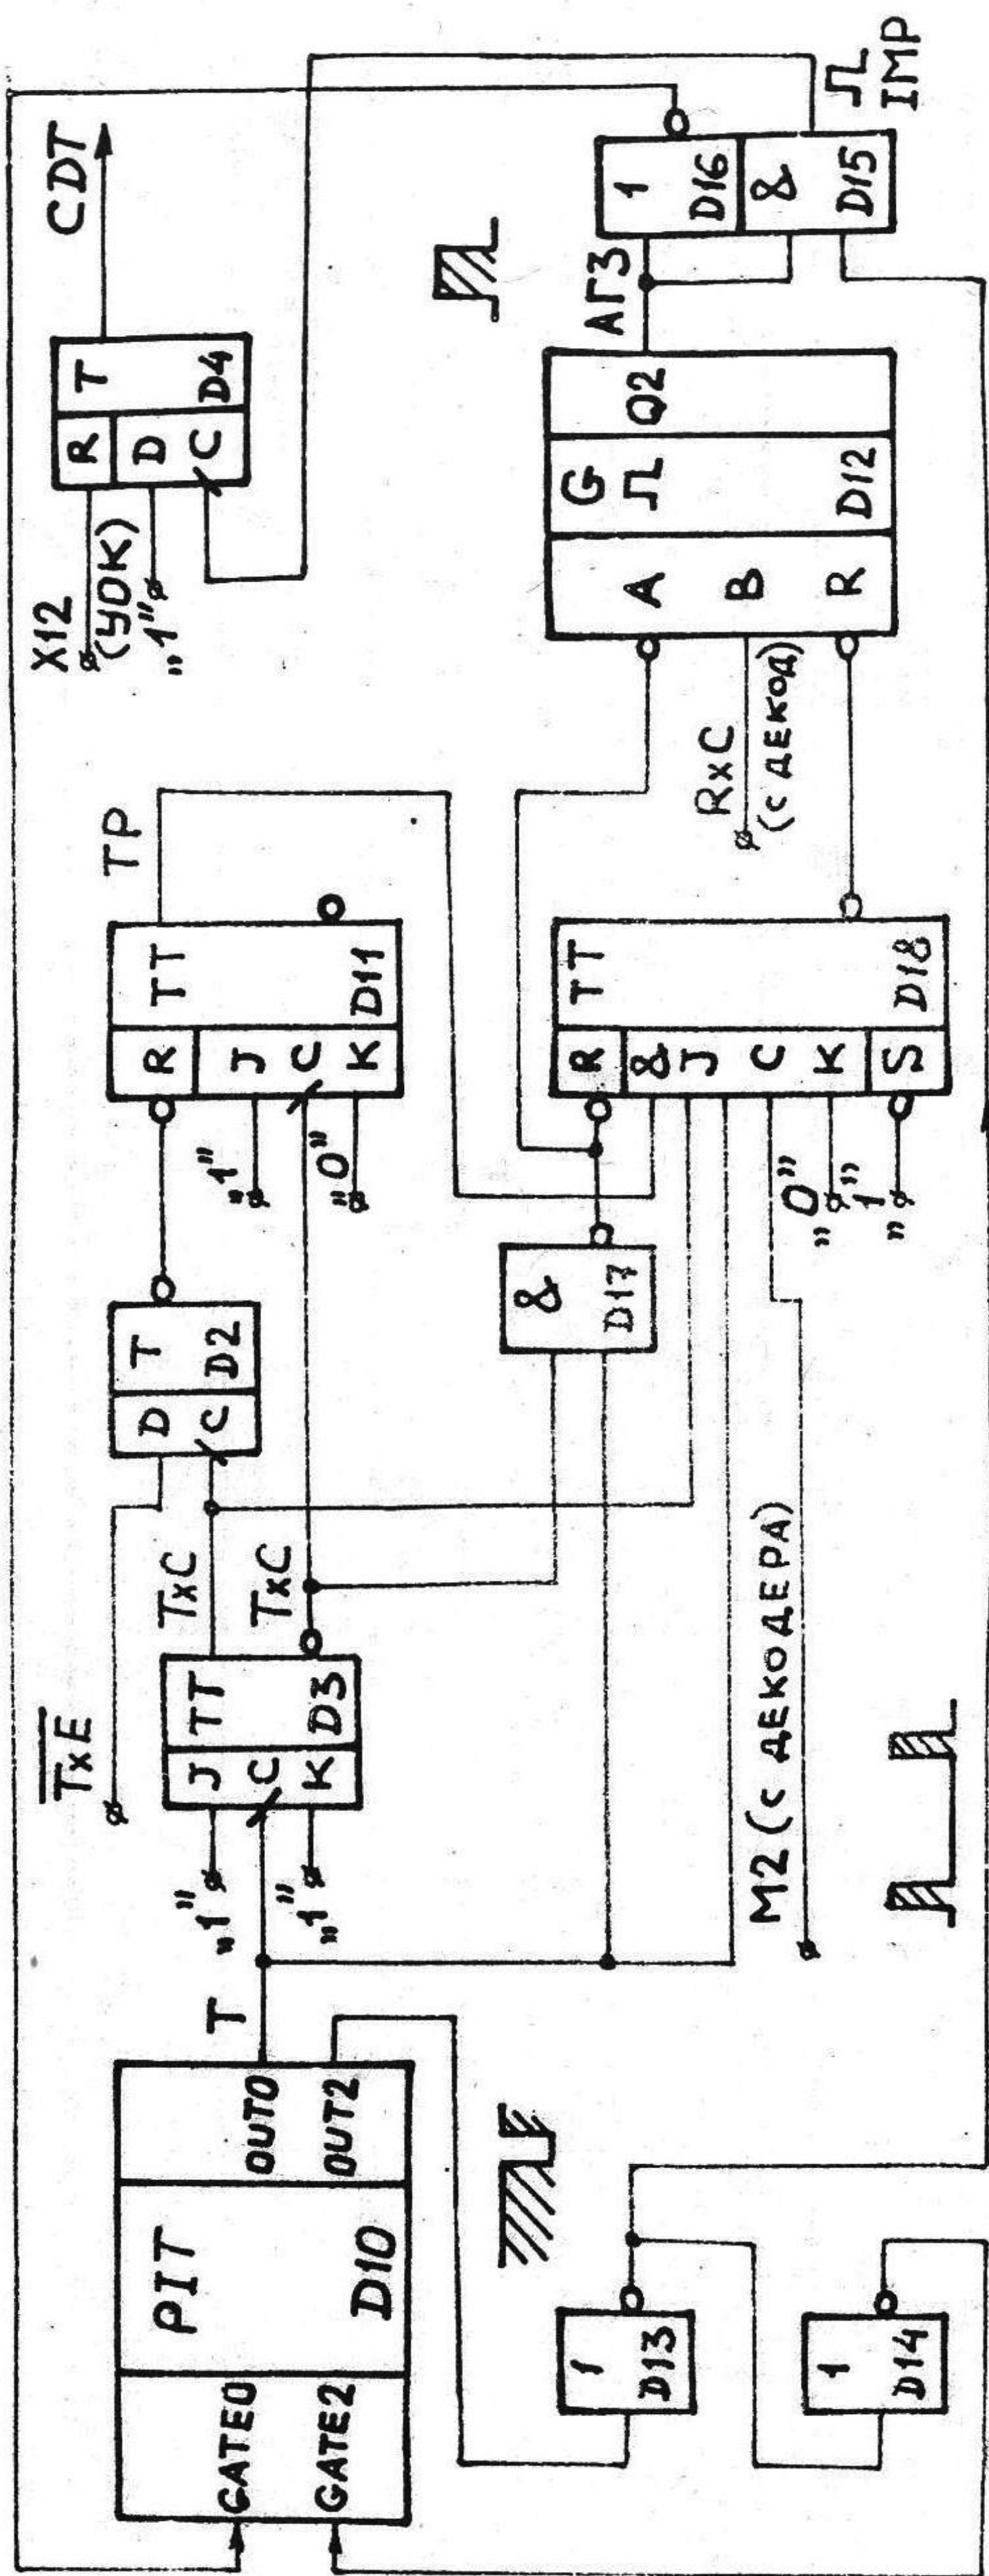 GATE0
GATE2
PIT
D10
OUT0
OUT2
T
„1”
„1”
J
C
K
TT
D3
TxE
TxC
TxC
D
C
T
D2
„1”
„0”
R
J
C
K
TT
D11
TP
X12
(УОК)
„1”
R
D
C
T
D4
CDT
1
D13
1
D14
M2 (с ДЕКОДЕРА)
&
D17
„0”
„1”
R
&
J
C
K
S
TT
D18
RxC
(с ДЕКОД)
A
B
R
G
D12
Q2
АГ3
1
D16
&
D15
IMP